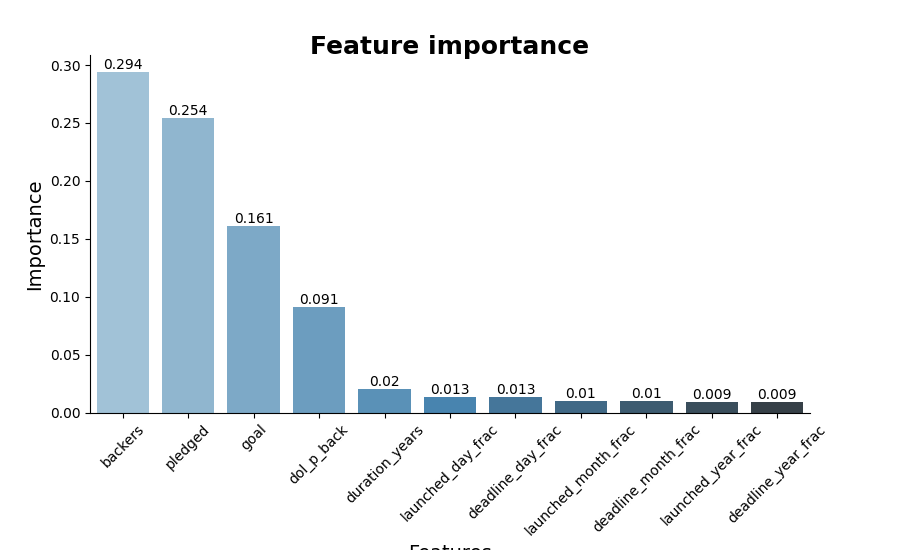 Feature importance
Importance
0.30
0.25
0.20
0.15
0.10
0.05
0.00
0.294
0.254
0.161
0.091
0.02
0.013
0.013
0.01
0.01
0.009
0.009
backers
pledged
goal
dol_p_back
duration_years
launched_day_frac
deadline_day_frac
launched_month_frac
deadline_month_frac
launched_year_frac
deadline_year_frac
Features